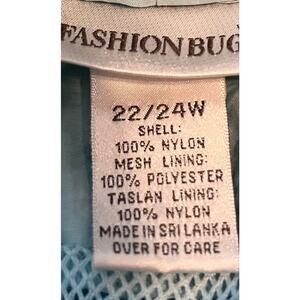 FASHION BUG
22/24W
SHELL:
100% NYLON
MESH LINING:
100% POLYESTER
TASLAN LINING:
100% NYLON
MADE IN SRI LANKA
OVER FOR CARE